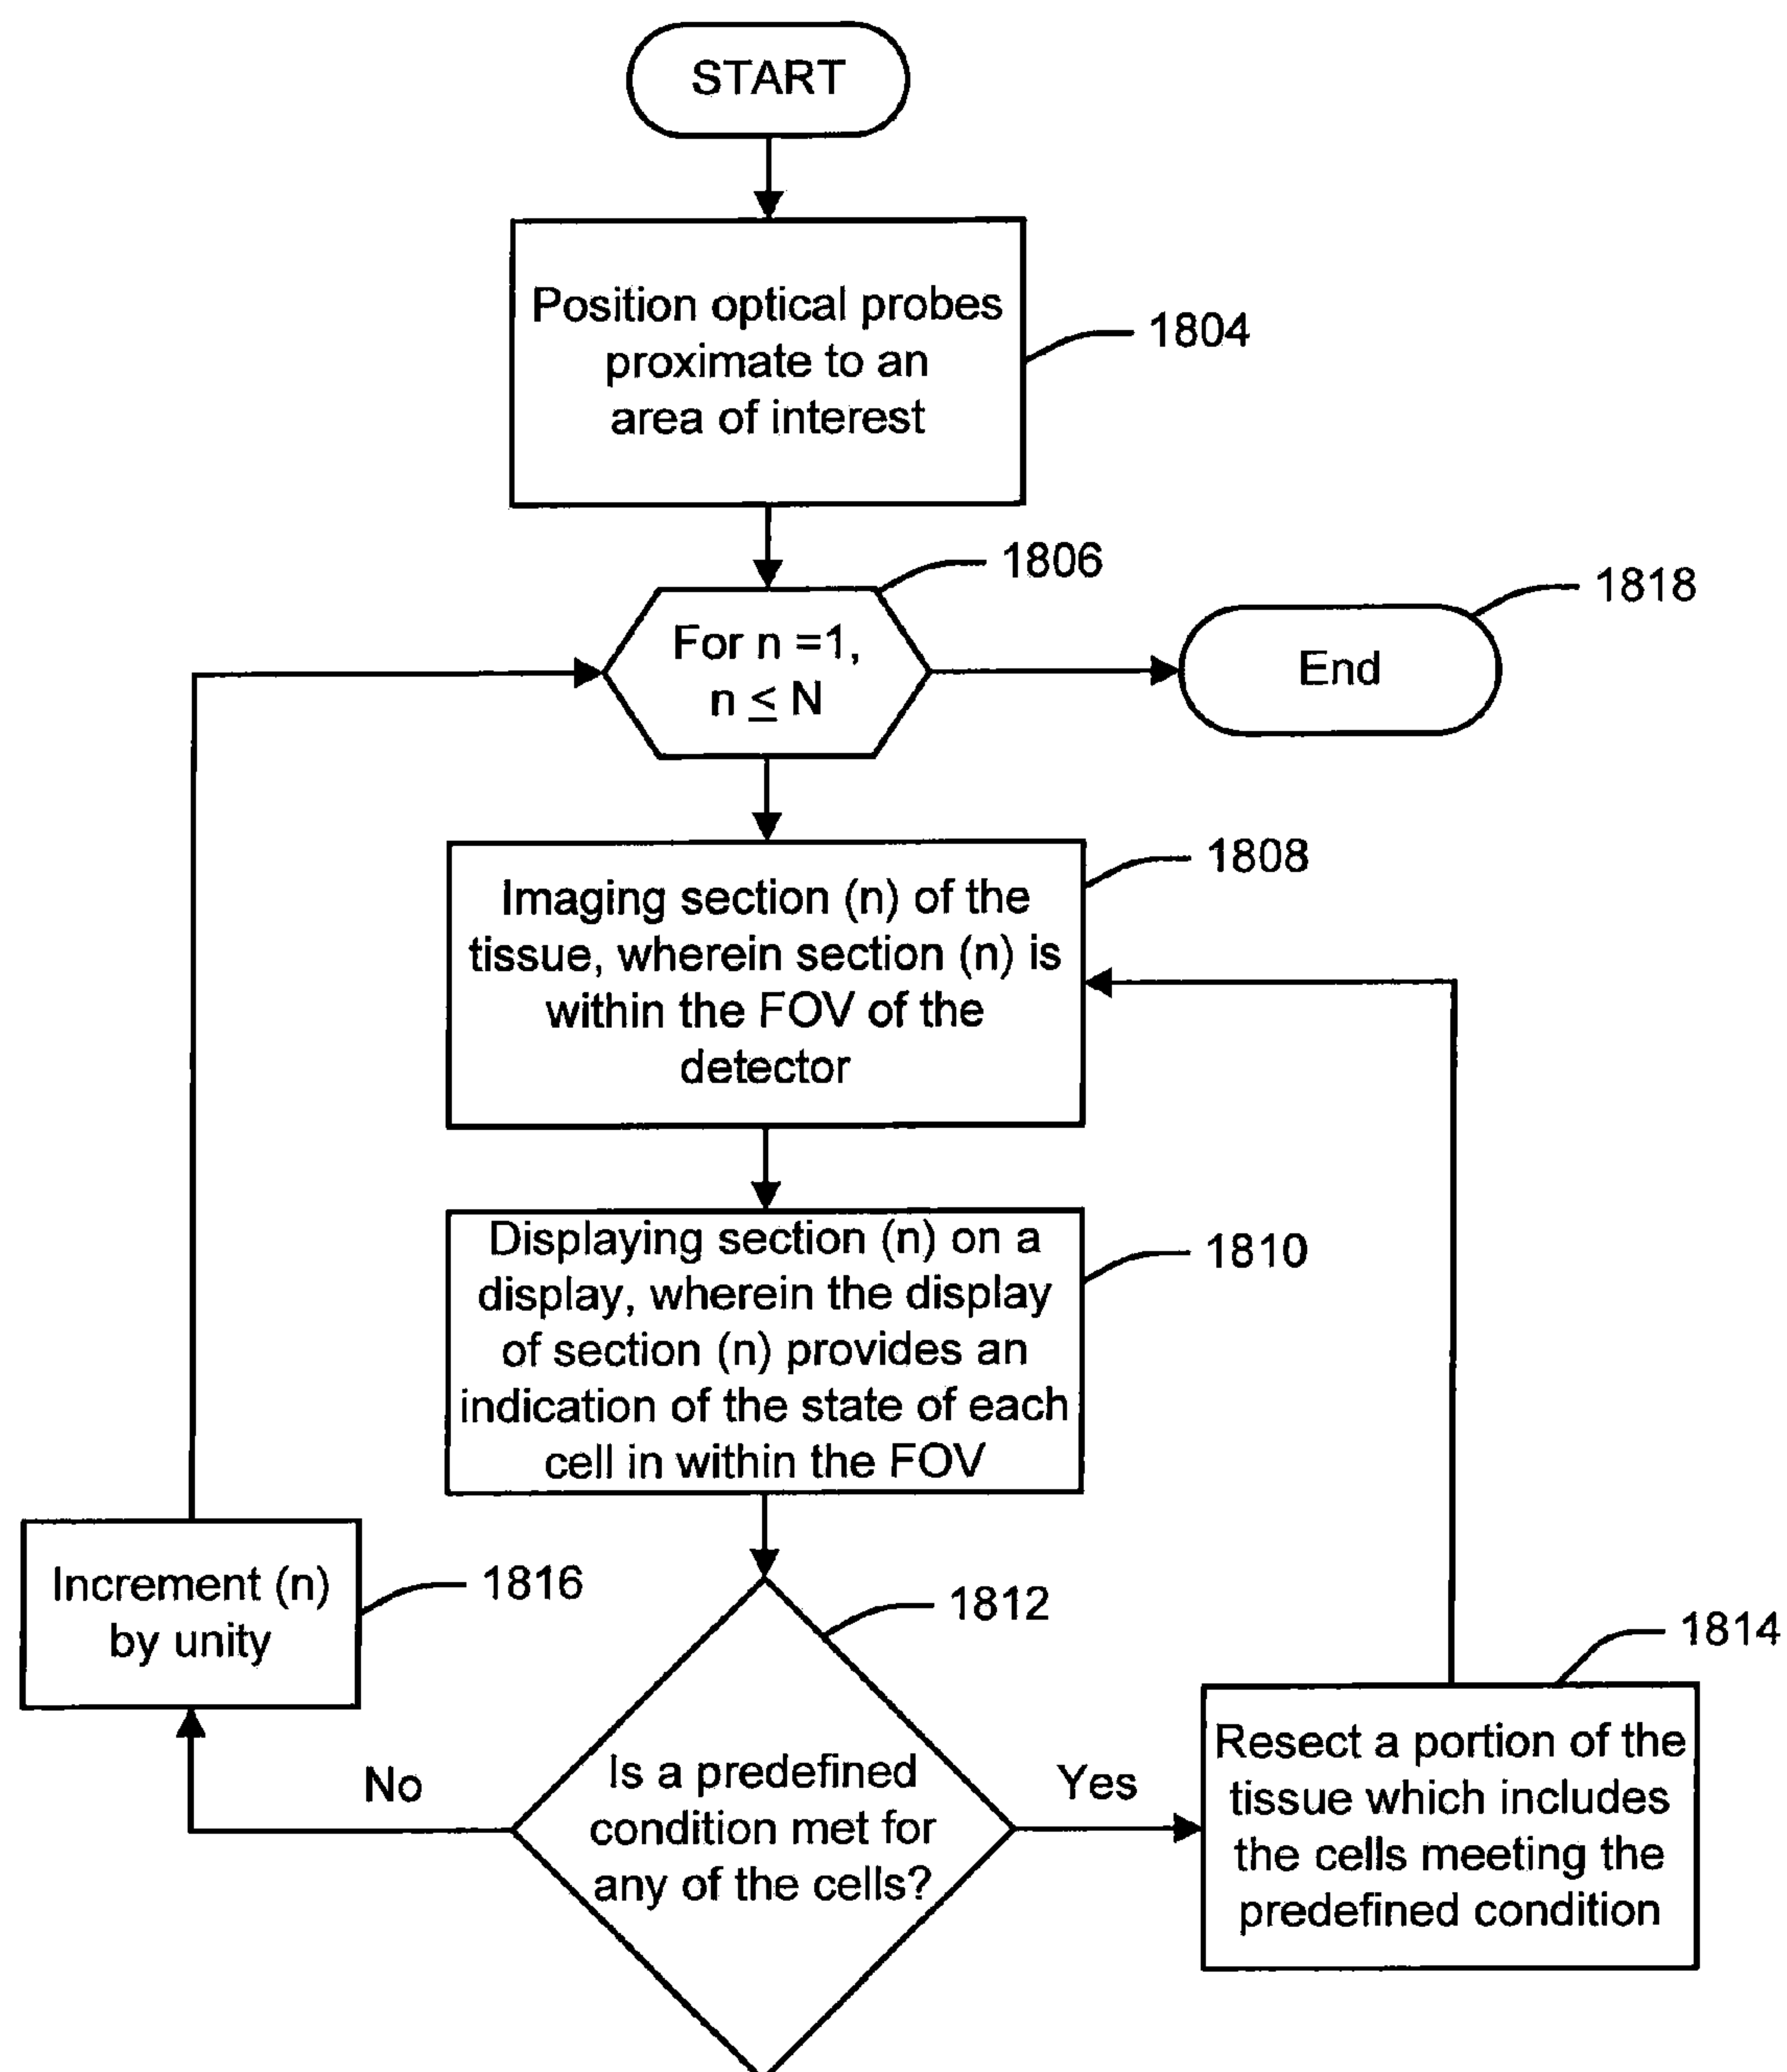 START
Position optical probes
proximate to an
area of interest
1804
1806
For n =1,
n ≤ N
1818
End
1808
Imaging section (n) of the
tissue, wherein section (n) is
within the FOV of the
detector
1810
Displaying section (n) on a
display, wherein the display
of section (n) provides an
indication of the state of each
cell in within the FOV
Increment (n)
by unity
1816
1812
Is a predefined
condition met for
any of the cells?
No
Yes
1814
Resect a portion of the
tissue which includes
the cells meeting the
predefined condition